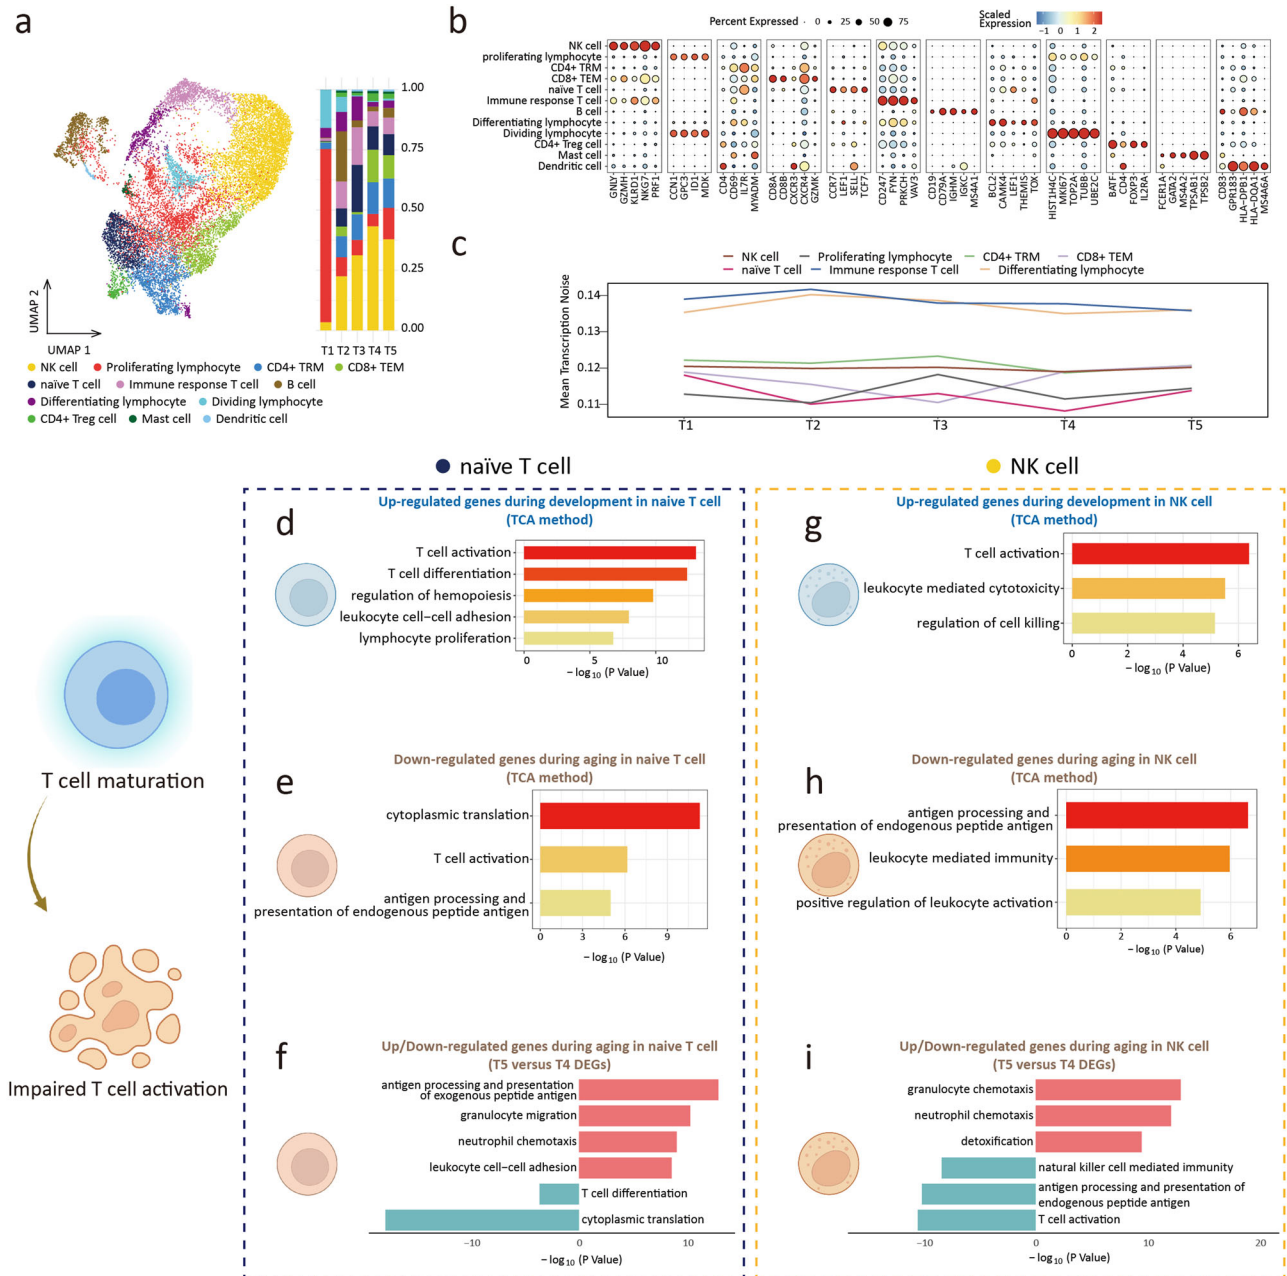 a
1.00
0.75
0.50
0.25
0.00
UMAP 2
UMAP 1
T1 T2 T3 T4 T5
NK cell Proliferating lymphocyte CD4+ TRM CD8+ TEM
naïve T cell Immune response T cell B cell
Differentiating lymphocyte Dividing lymphocyte
CD4+ Treg cell Mast cell Dendritic cell
b
Percent Expressed 0 25 50 75
Scaled
Expression
−1 0 1 2
NK cell
proliferating lymphocyte
CD4+ TRM
CD8+ TEM
naïve T cell
Immune response T cell
B cell
Differentiating lymphocyte
Dividing lymphocyte
CD4+ Treg cell
Mast cell
Dendritic cell
GNLY GZMH KLRD1 NKG7 PRF1 CCN1 GPC3 ID1 MDK CD4 CD69 IL7R MYADM CD8A CD8B CXCR3 CXCR4 GZMK CCR7 LEF1 SELL TCF7 CD247 FYN PRKCH VAV3 CD19 CD79A IGHM IGKC MS4A1 BCL2 CAMK4 LEF1 THEMIS TOX HIST1H4C MKI67 TOP2A TUBB UBE2C BATF CD4 FOXP3 IL2RA FCER1A GATA2 MS4A2 TPSAB1 TPSB2 CD83 GPR183 HLA−DPB1 HLA−DQA1 MS4A6A
c
NK cell Proliferating lymphocyte CD4+ TRM CD8+ TEM
naïve T cell Immune response T cell Differentiating lymphocyte
Mean Transcription Noise
0.14
0.13
0.12
0.11
T1 T2 T3 T4 T5
naïve T cell
NK cell
T cell maturation
Impaired T cell activation
d
Up-regulated genes during development in naive T cell
(TCA method)
T cell activation
T cell differentiation
regulation of hemopoiesis
leukocyte cell−cell adhesion
lymphocyte proliferation
0 5 10
− log10 (P Value)
e
Down-regulated genes during aging in naive T cell
(TCA method)
cytoplasmic translation
T cell activation
antigen processing and
presentation of endogenous peptide antigen
0 3 6 9
− log10 (P Value)
f
Up/Down-regulated genes during aging in naive T cell
(T5 versus T4 DEGs)
antigen processing and presentation
of exogenous peptide antigen
granulocyte migration
neutrophil chemotaxis
leukocyte cell−cell adhesion
T cell differentiation
cytoplasmic translation
−10 0 10
− log10 (P Value)
g
Up-regulated genes during development in NK cell
(TCA method)
T cell activation
leukocyte mediated cytotoxicity
regulation of cell killing
0 2 4 6
− log10 (P Value)
h
Down-regulated genes during aging in NK cell
(TCA method)
antigen processing and
presentation of endogenous peptide antigen
leukocyte mediated immunity
positive regulation of leukocyte activation
0 2 4 6
− log10 (P Value)
i
Up/Down-regulated genes during aging in NK cell
(T5 versus T4 DEGs)
granulocyte chemotaxis
neutrophil chemotaxis
detoxification
natural killer cell mediated immunity
antigen processing and presentation of
endogenous peptide antigen
T cell activation
−10 0 10 20
− log10 (P Value)